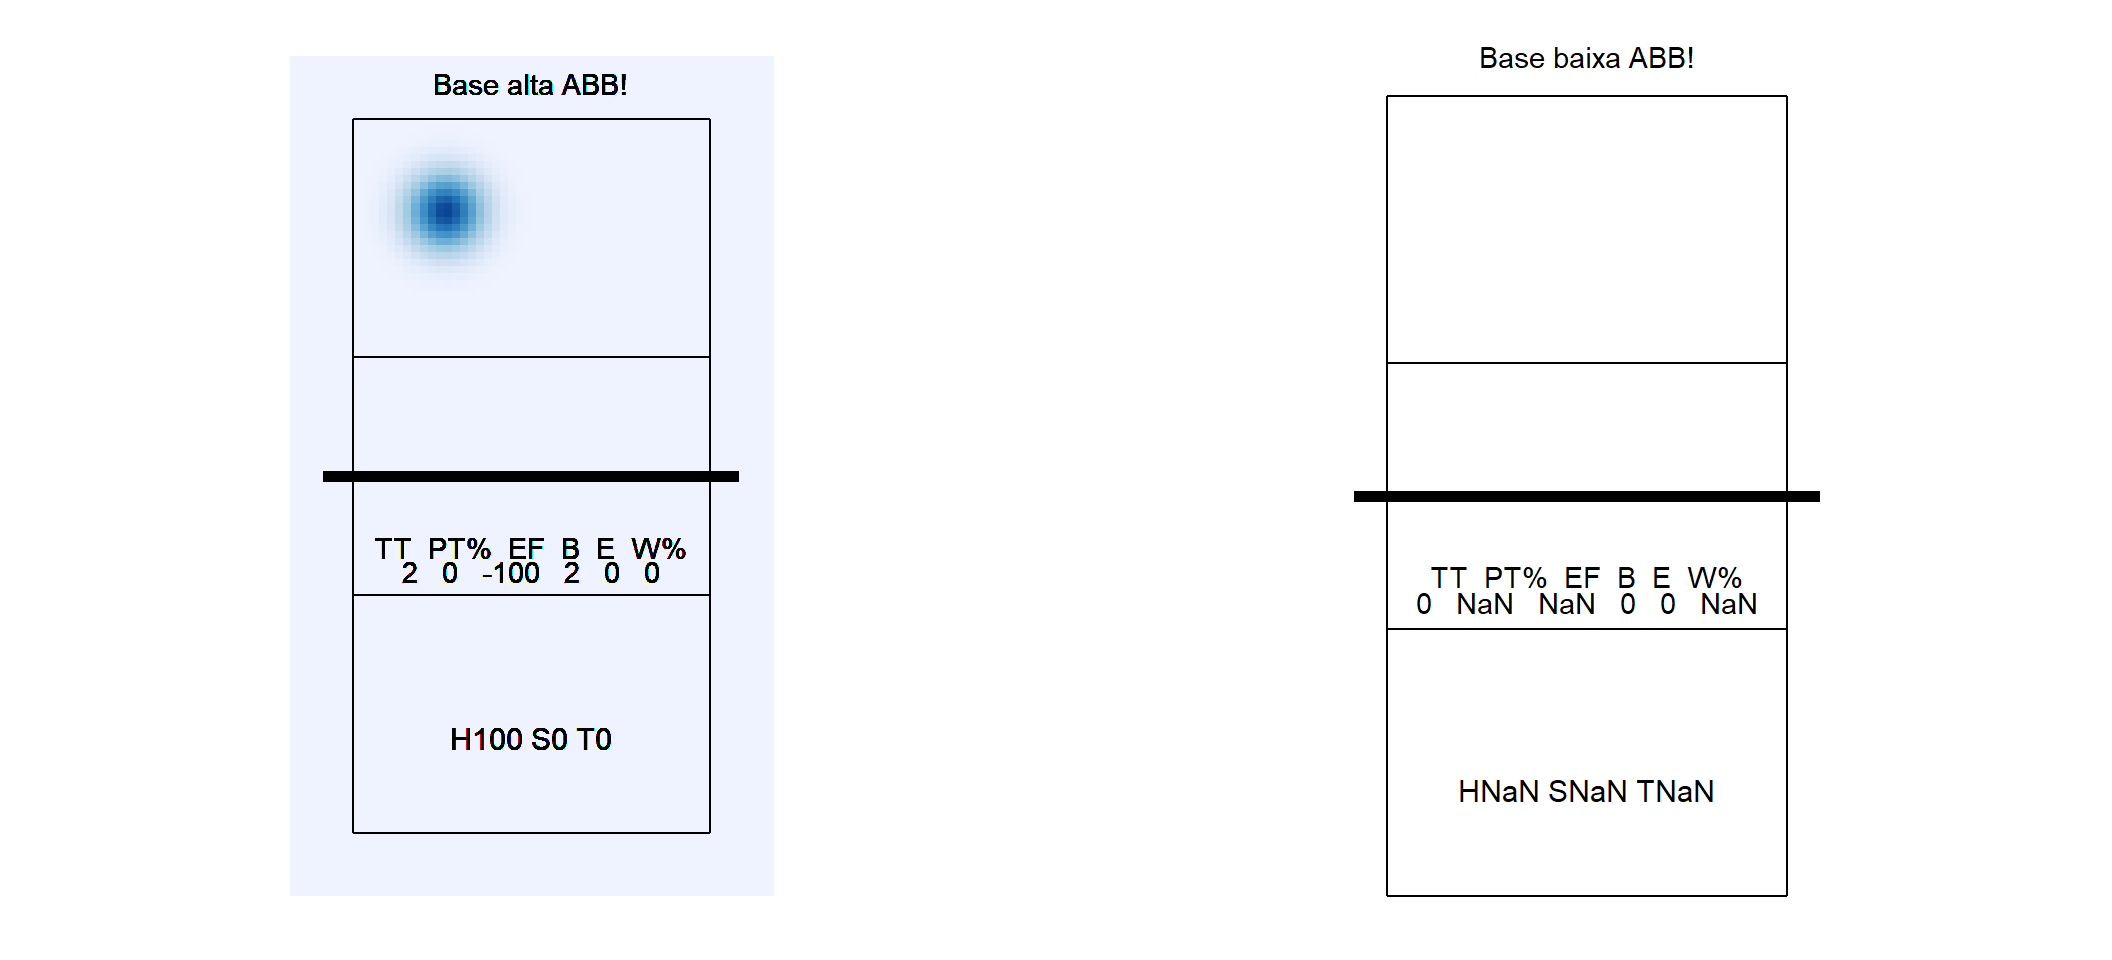 Base alta ABB!
TT PT% EF B E W%
2 0 -100 2 0 0
H100 S0 T0
Base baixa ABB!
TT PT% EF B E W%
0 NaN NaN 0 0 NaN
HNaN SNaN TNaN